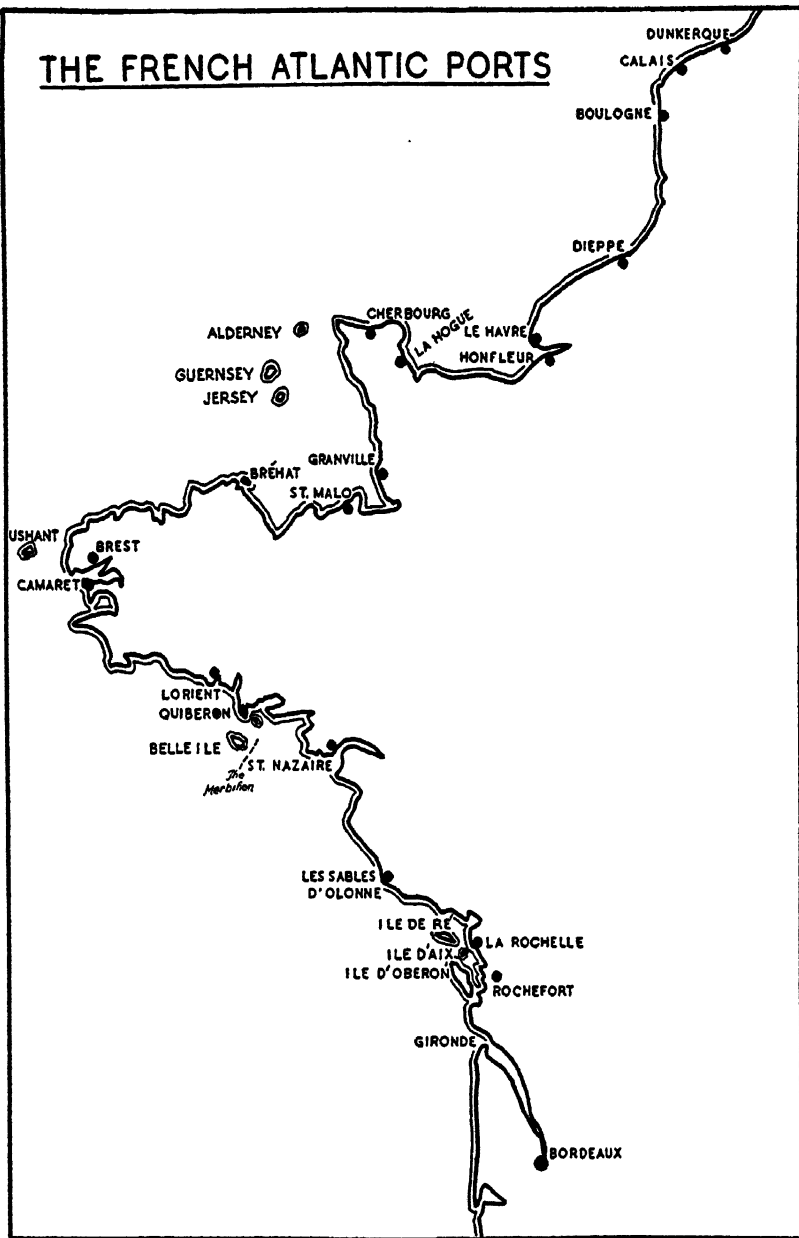 THE FRENCH ATLANTIC PORTS
DUNKERQUE
CALAIS
BOULOGNE
DIEPPE
CHERBOURG
LA HOGUE
LE HAVRE
HONFLEUR
ALDERNEY
GUERNSEY
JERSEY
GRANVILLE
BRÉHAT
ST. MALO
USHANT
BREST
CAMARET
LORIENT
QUIBERON
BELLE ILE
ST. NAZAIRE
The
Morbihan
LES SABLES
D'OLONNE
ILE DE RÉ
LA ROCHELLE
ILE D'AIX
ILE D'OBERON
ROCHEFORT
GIRONDE
BORDEAUX